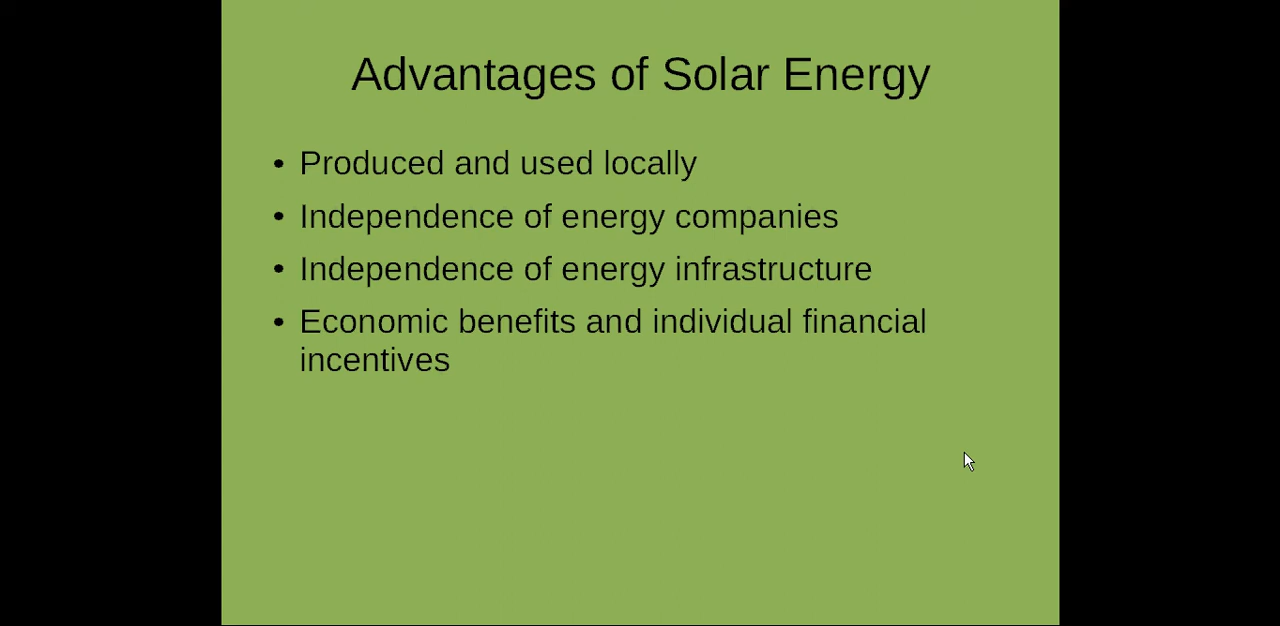 Advantages of Solar Energy
• Produced and used locally
• Independence of energy companies
• Independence of energy infrastructure
• Economic benefits and individual financial
incentives